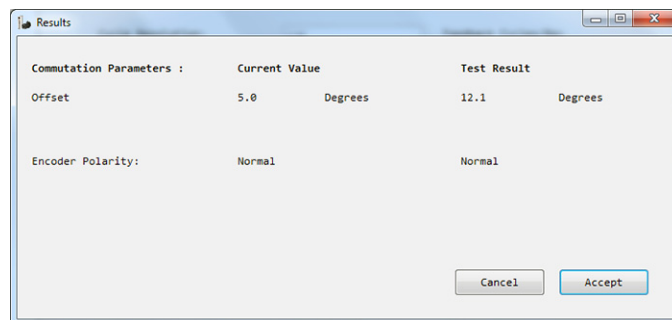 Results
Commutation Parameters : Current Value Test Result
Offset 5.0 Degrees 12.1 Degrees
Encoder Polarity: Normal Normal
Cancel Accept